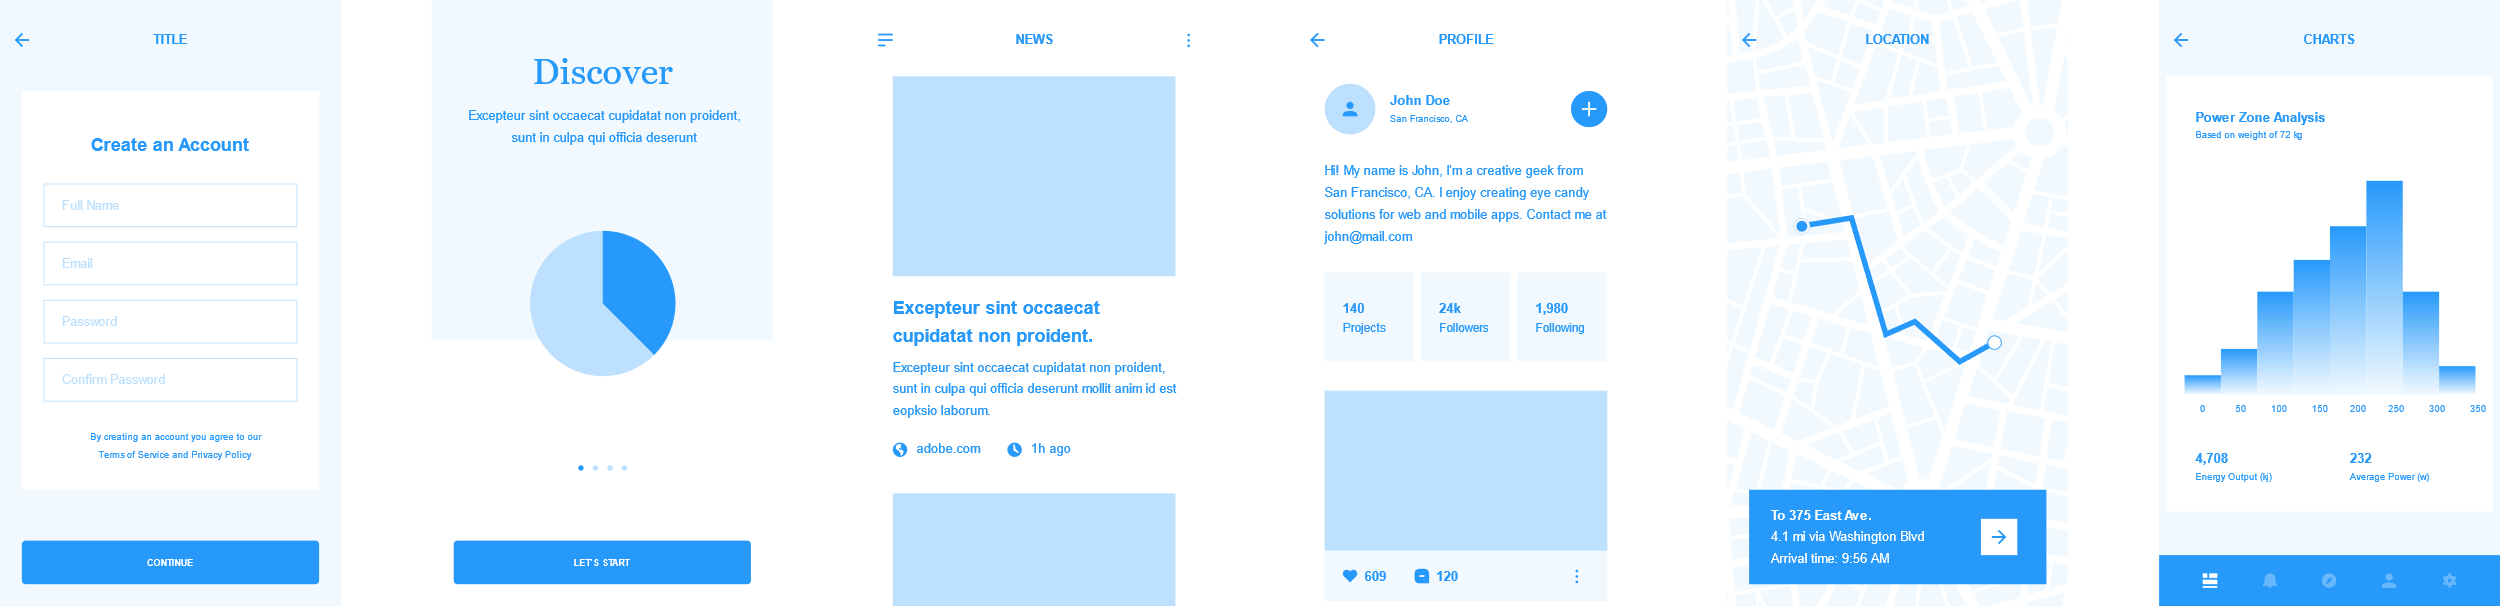 TITLE
Create an Account
Full Name
Email
Password
Confirm Password
By creating an account you agree to our
Terms of Service and Privacy Policy
CONTINUE
Discover
Excepteur sint occaecat cupidatat non proident,
sunt in culpa qui officia deserunt
LET'S START
NEWS
Excepteur sint occaecat
cupidatat non proident.
Excepteur sint occaecat cupidatat non proident,
sunt in culpa qui officia deserunt mollit anim id est
eopksio laborum.
adobe.com 1h ago
PROFILE
John Doe
San Francisco, CA
Hi! My name is John, I'm a creative geek from
San Francisco, CA. I enjoy creating eye candy
solutions for web and mobile apps. Contact me at
john@mail.com
140 24k 1,980
Projects Followers Following
609 120
LOCATION
To 375 East Ave.
4.1 mi via Washington Blvd
Arrival time: 9:56 AM
CHARTS
Power Zone Analysis
Based on weight of 72 kg
0 50 100 150 200 250 300 350
4,708 232
Energy Output (kj) Average Power (w)